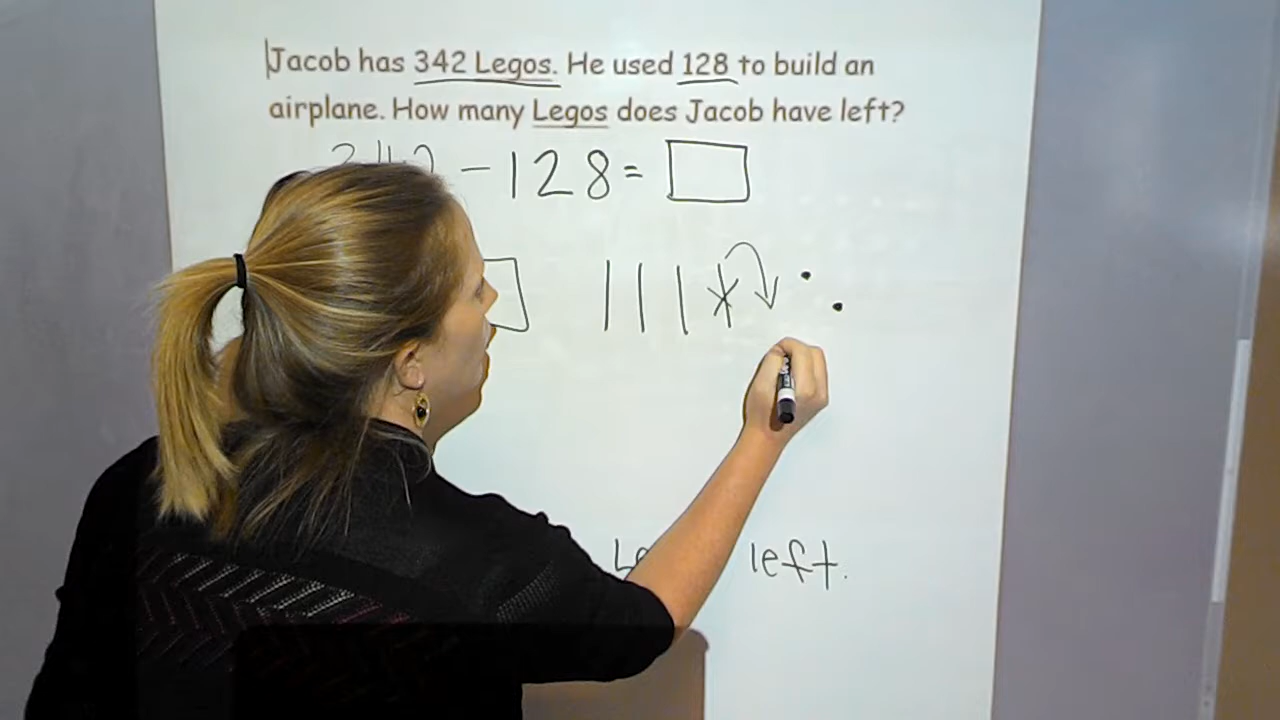 Jacob has 342 Legos. He used 128 to build an
airplane. How many Legos does Jacob have left?
342 - 128 =
left.